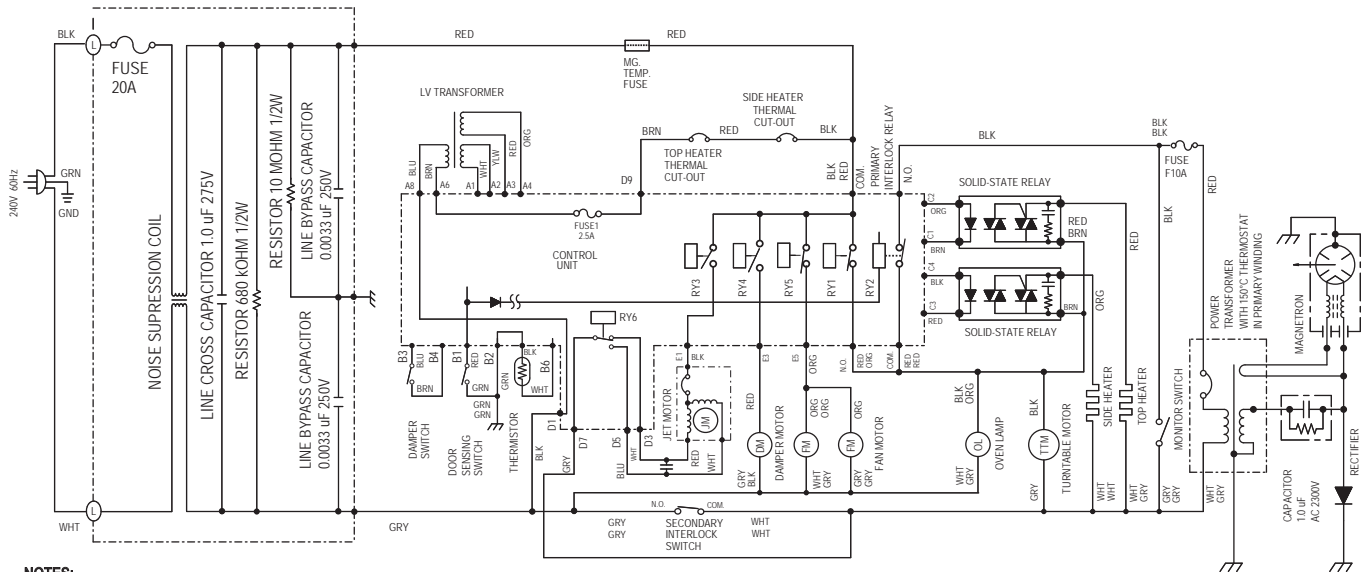 BLK
L
FUSE
20A
240V 60Hz
GRN
GND
WHT
L
NOISE SUPRESSION COIL
LINE CROSS CAPACITOR 1.0 uF 275V
RESISTOR 680 kOHM 1/2W
RESISTOR 10 MOHM 1/2W
LINE BYPASS CAPACITOR
0.0033 uF 250V
LINE BYPASS CAPACITOR
0.0033 uF 250V
RED
MG.
TEMP.
FUSE
RED
LV TRANSFORMER
BLU
BRN
WHT
YLW
RED
ORG
A8
A6
A1
A2
A3
A4
BRN
TOP HEATER
THERMAL
CUT-OUT
RED
SIDE HEATER
THERMAL
CUT-OUT
BLK
D9
FUSE1
2.5A
CONTROL
UNIT
BLK
RED
COM.
PRIMARY
INTERLOCK RELAY
N.O.
RY3
RY4
RY5
RY1
RY2
RY6
B3
BLU
B4
BRN
DAMPER
SWITCH
B1
RED
B2
GRN
GRN
GRN
DOOR
SENSING
SWITCH
GRN
BLK
WHT
B6
THERMISTOR
D1
BLK
D7
GRY
D5
BLU
D3
WHT
E1
BLK
JET MOTOR
JM
RED
WHT
E3
RED
DM
GRY
BLK
DAMPER MOTOR
E5
ORG
ORG
ORG
FM
WHT
GRY
ORG
FM
GRY
GRY
FAN MOTOR
N.O.
RED
ORG
COM.
RED
RED
BLK
ORG
OL
WHT
GRY
OVEN LAMP
BLK
TTM
GRY
TURNTABLE MOTOR
C2
ORG
C1
BRN
C4
BLK
C3
RED
SOLID-STATE RELAY
RED
BRN
BRN
SOLID-STATE RELAY
ORG
RED
SIDE HEATER
TOP HEATER
WHT
WHT
WHT
GRY
BLK
BLK
BLK
FUSE
F10A
BLK
RED
MONITOR SWITCH
GRY
GRY
WHT
GRY
POWER
TRANSFORMER
WITH 150°C THERMOSTAT
IN PRIMARY WINDING
MAGNETRON
CAPACITOR
1.0 uF
AC 2300V
RECTIFIER
GRY
GRY
GRY
N.O.
COM.
SECONDARY
INTERLOCK
SWITCH
WHT
WHT
NOTES: